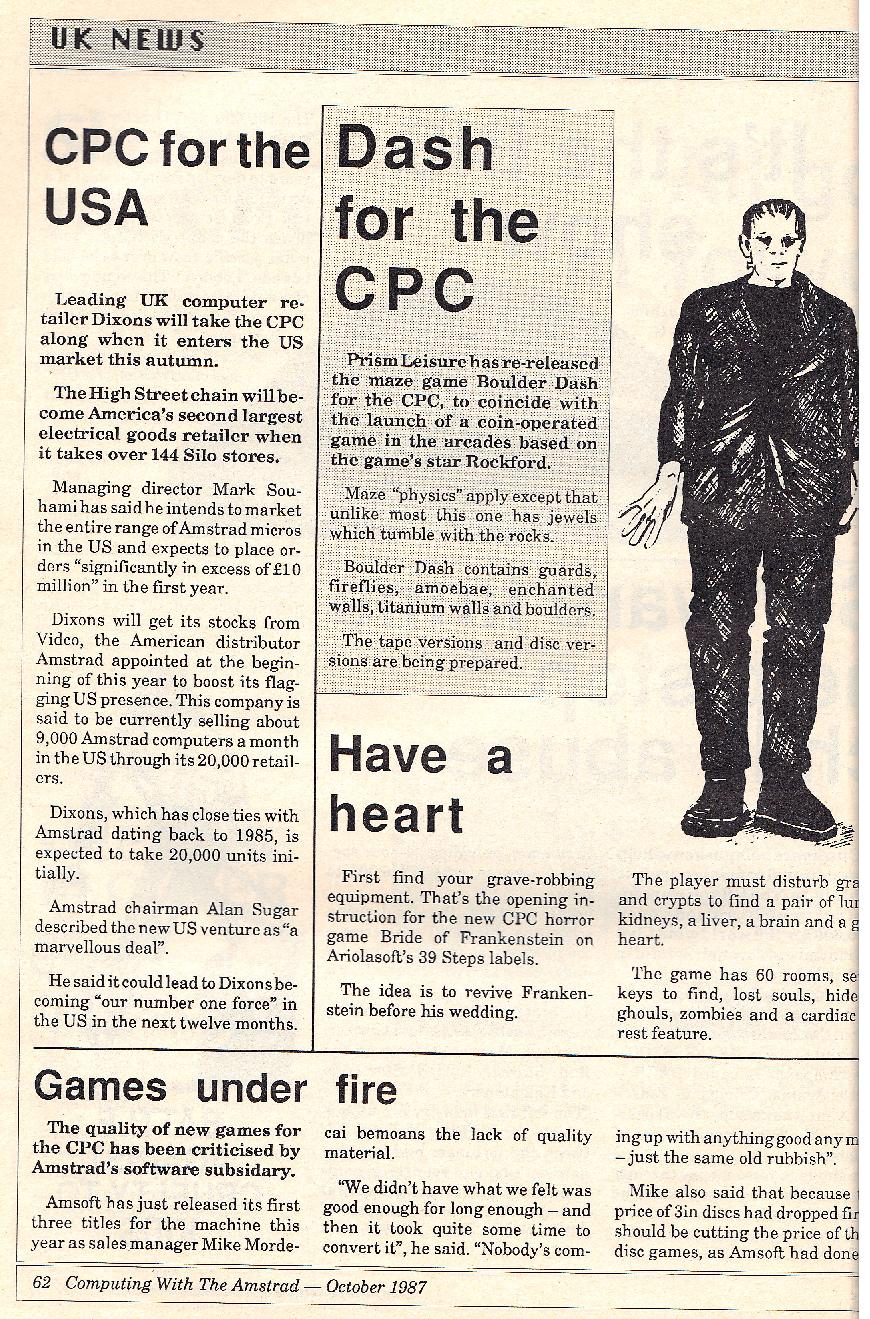 UK NEWS
CPC for the
USA
Leading UK computer re-
tailer Dixons will take the CPC
along when it enters the US
market this autumn.
The High Street chain will be-
come America's second largest
electrical goods retailer when
it takes over 144 Silo stores.
Managing director Mark Sou-
hami has said he intends to market
the entire range of Amstrad micros
in the US and expects to place or-
ders "significantly in excess of £10
million" in the first year.
Dixons will get its stocks from
Video, the American distributor
Amstrad appointed at the begin-
ning of this year to boost its flag-
ging US presence. This company is
said to be currently selling about
9,000 Amstrad computers a month
in the US through its 20,000 retail-
ers.
Dixons, which has close ties with
Amstrad dating back to 1985, is
expected to take 20,000 units ini-
tially.
Amstrad chairman Alan Sugar
described the new US venture as "a
marvellous deal".
He said it could lead to Dixons be-
coming "our number one force" in
the US in the next twelve months.
Dash
for the
CPC
Prism Leisure has re-released
the maze game Boulder Dash
for the CPC, to coincide with
the launch of a coin-operated
game in the arcades based on
the game's star Rockford.
Maze "physics" apply except that
unlike most this one has jewels
which tumble with the rocks.
Boulder Dash contains guards,
fireflies, amoebae, enchanted
walls, titanium walls and boulders.
The tape versions and disc ver-
sions are being prepared.
Have a
heart
First find your grave-robbing
equipment. That's the opening in-
struction for the new CPC horror
game Bride of Frankenstein on
Ariolasoft's 39 Steps labels.
The idea is to revive Franken-
stein before his wedding.
The player must disturb gra
and crypts to find a pair of lun
kidneys, a liver, a brain and a g
heart.
The game has 60 rooms, se
keys to find, lost souls, hide
ghouls, zombies and a cardiac
rest feature.
Games under fire
The quality of new games for
the CPC has been criticised by
Amstrad's software subsidary.
Amsoft has just released its first
three titles for the machine this
year as sales manager Mike Morde-
cai bemoans the lack of quality
material.
"We didn't have what we felt was
good enough for long enough – and
then it took quite some time to
convert it", he said. "Nobody's com-
ing up with anything good any m
– just the same old rubbish".
Mike also said that because
price of 3in discs had dropped fir
should be cutting the price of th
disc games, as Amsoft had done
62 Computing With The Amstrad — October 1987